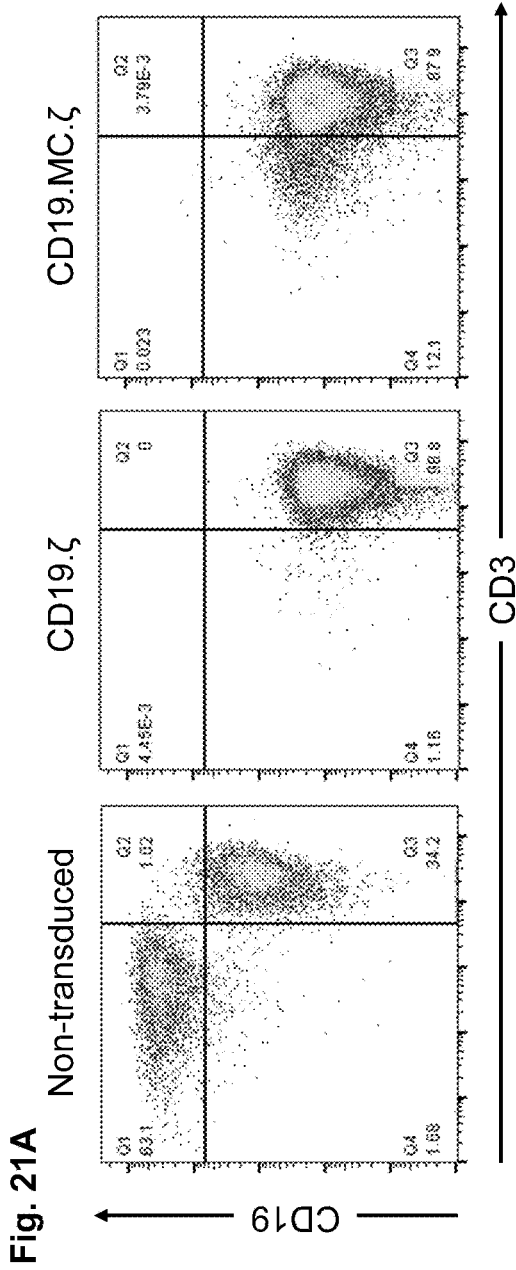 Fig. 21A
Non-transduced
CD19.ζ
CD19.MC.ζ
Q1
63.1
Q2
1.02
Q3
34.2
Q4
1.68
Q1
4.45E-3
Q2
0
Q3
98.8
Q4
1.16
Q1
0.023
Q2
3.79E-3
Q3
87.9
Q4
12.1
CD19
CD3